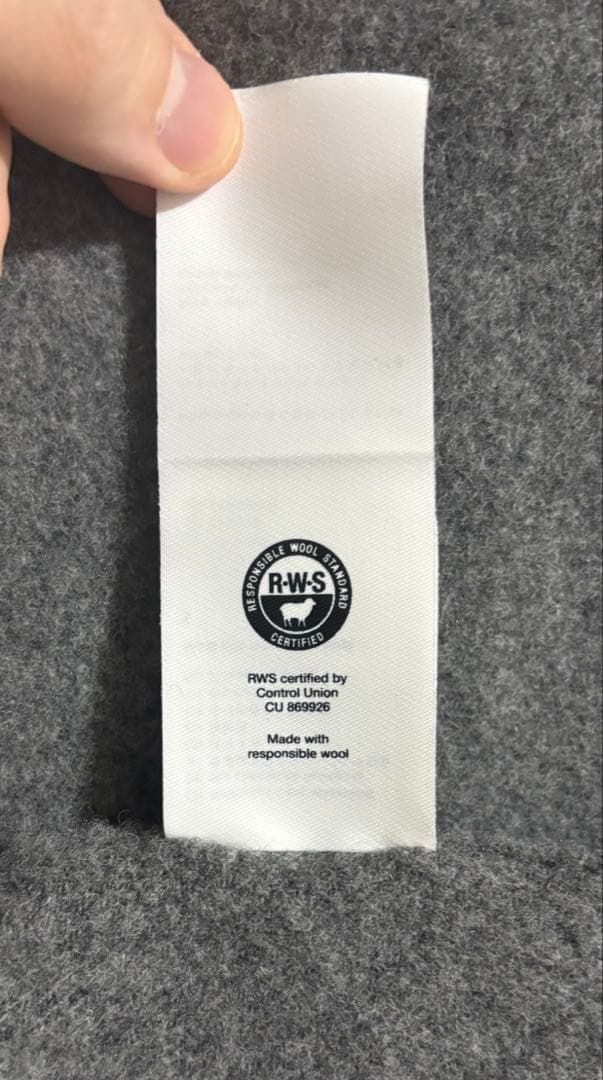 RESPONSIBLE WOOL STANDARD
R·W·S
CERTIFIED
RWS certified by
Control Union
CU 869926
Made with
responsible wool